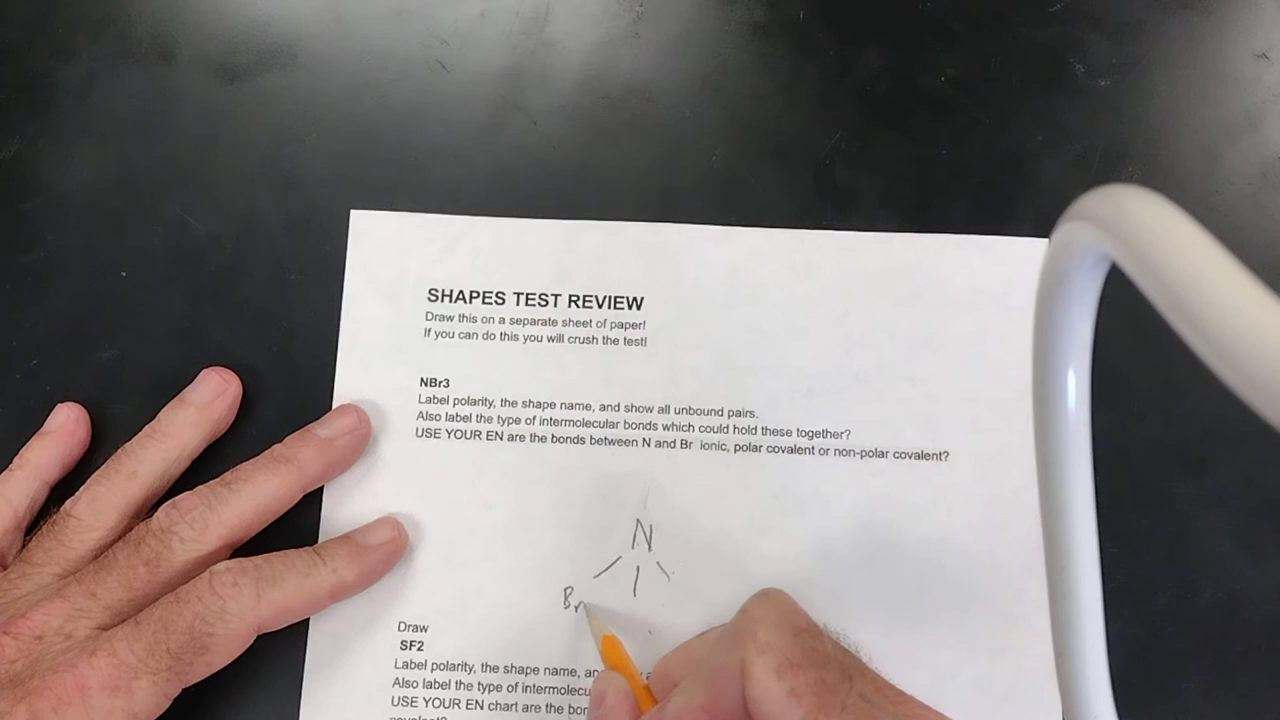 SHAPES TEST REVIEW
Draw this on a separate sheet of paper!
If you can do this you will crush the test!
NBr3
Label polarity, the shape name, and show all unbound pairs.
Also label the type of intermolecular bonds which could hold these together?
USE YOUR EN are the bonds between N and Br ionic, polar covalent or non-polar covalent?
N
Br
Draw
SF2
Label polarity, the shape name, an
Also label the type of intermolecu
USE YOUR EN chart are the bon